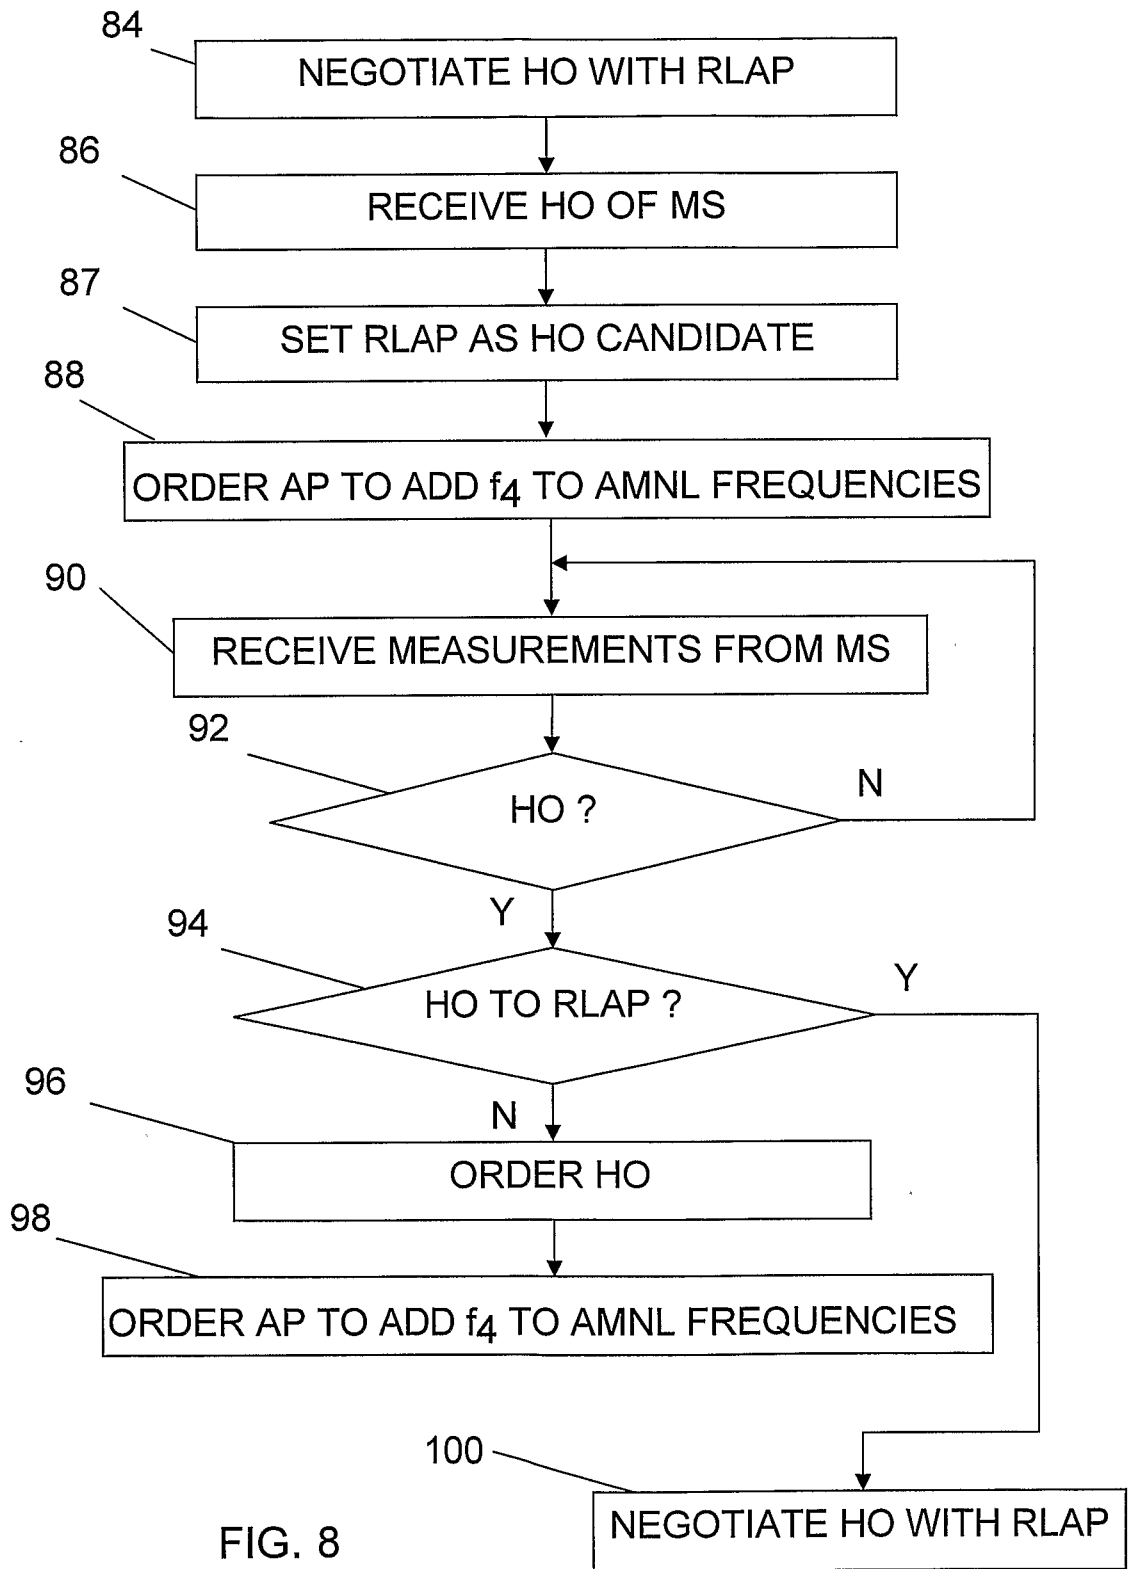 84
NEGOTIATE HO WITH RLAP
86
RECEIVE HO OF MS
87
SET RLAP AS HO CANDIDATE
88
ORDER AP TO ADD f4 TO AMNL FREQUENCIES
90
RECEIVE MEASUREMENTS FROM MS
92
HO ?
N
Y
94
HO TO RLAP ?
Y
96
N
ORDER HO
98
ORDER AP TO ADD f4 TO AMNL FREQUENCIES
100
NEGOTIATE HO WITH RLAP
FIG. 8